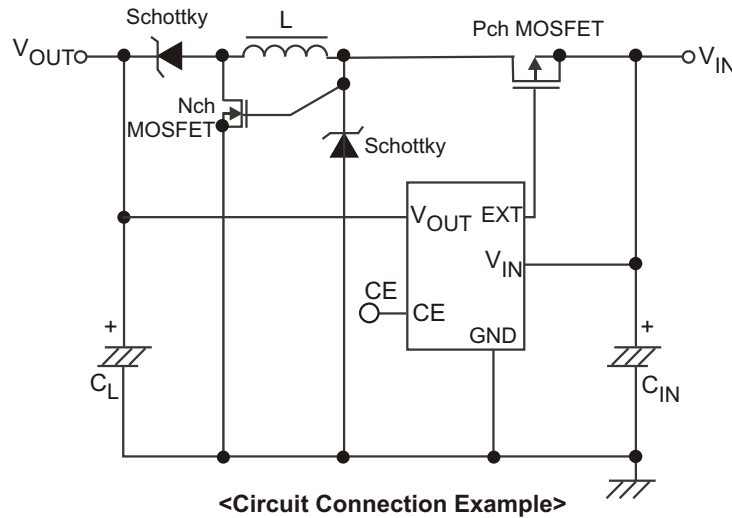 Schottky
L
Pch MOSFET
VOUT
VIN
Nch
MOSFET
Schottky
VOUT EXT
VIN
CE
CE
GND
+
+
CL
CIN
<Circuit Connection Example>